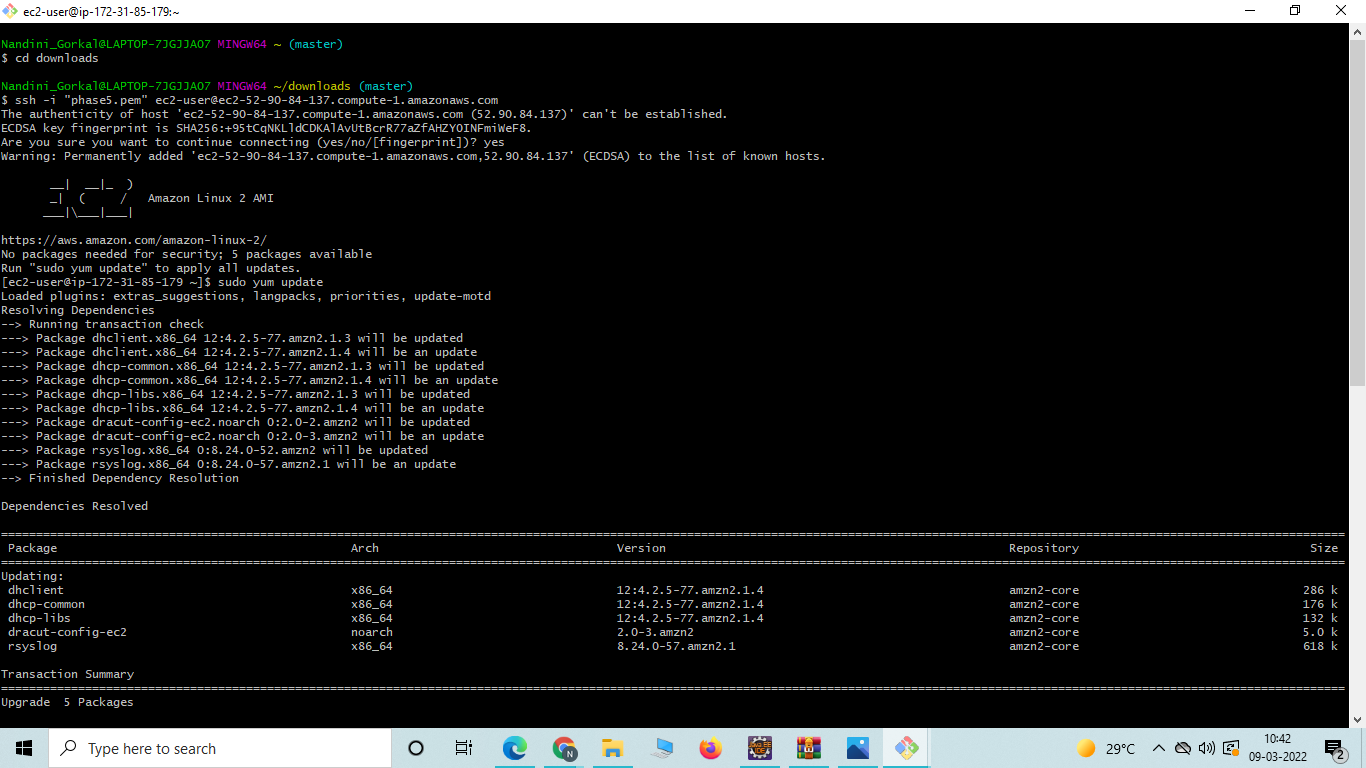 ec2-user@ip-172-31-85-179:~
Nandini_Gorkal@LAPTOP-7JGJJAO7 MINGW64 ~ (master)
$ cd downloads
Nandini_Gorkal@LAPTOP-7JGJJAO7 MINGW64 ~/downloads (master)
$ ssh -i "phase5.pem" ec2-user@ec2-52-90-84-137.compute-1.amazonaws.com
The authenticity of host 'ec2-52-90-84-137.compute-1.amazonaws.com (52.90.84.137)' can't be established.
ECDSA key fingerprint is SHA256:+95tCqNKLldCDKAlAvUtBcrR77aZfAHZYOINFmiWeF8.
Are you sure you want to continue connecting (yes/no/[fingerprint])? yes
Warning: Permanently added 'ec2-52-90-84-137.compute-1.amazonaws.com,52.90.84.137' (ECDSA) to the list of known hosts.
       __|  __|_  )
       _|  (     /   Amazon Linux 2 AMI
      ___|\___|___|
https://aws.amazon.com/amazon-linux-2/
No packages needed for security; 5 packages available
Run "sudo yum update" to apply all updates.
[ec2-user@ip-172-31-85-179 ~]$ sudo yum update
Loaded plugins: extras_suggestions, langpacks, priorities, update-motd
Resolving Dependencies
--> Running transaction check
---> Package dhclient.x86_64 12:4.2.5-77.amzn2.1.3 will be updated
---> Package dhclient.x86_64 12:4.2.5-77.amzn2.1.4 will be an update
---> Package dhcp-common.x86_64 12:4.2.5-77.amzn2.1.3 will be updated
---> Package dhcp-common.x86_64 12:4.2.5-77.amzn2.1.4 will be an update
---> Package dhcp-libs.x86_64 12:4.2.5-77.amzn2.1.3 will be updated
---> Package dhcp-libs.x86_64 12:4.2.5-77.amzn2.1.4 will be an update
---> Package dracut-config-ec2.noarch 0:2.0-2.amzn2 will be updated
---> Package dracut-config-ec2.noarch 0:2.0-3.amzn2 will be an update
---> Package rsyslog.x86_64 0:8.24.0-52.amzn2 will be updated
---> Package rsyslog.x86_64 0:8.24.0-57.amzn2.1 will be an update
--> Finished Dependency Resolution
Dependencies Resolved
Package Arch Version Repository Size
Updating:
dhclient x86_64 12:4.2.5-77.amzn2.1.4 amzn2-core 286 k
dhcp-common x86_64 12:4.2.5-77.amzn2.1.4 amzn2-core 176 k
dhcp-libs x86_64 12:4.2.5-77.amzn2.1.4 amzn2-core 132 k
dracut-config-ec2 noarch 2.0-3.amzn2 amzn2-core 5.0 k
rsyslog x86_64 8.24.0-57.amzn2.1 amzn2-core 618 k
Transaction Summary
Upgrade  5 Packages
Type here to search
N
29°C
10:42
09-03-2022
2